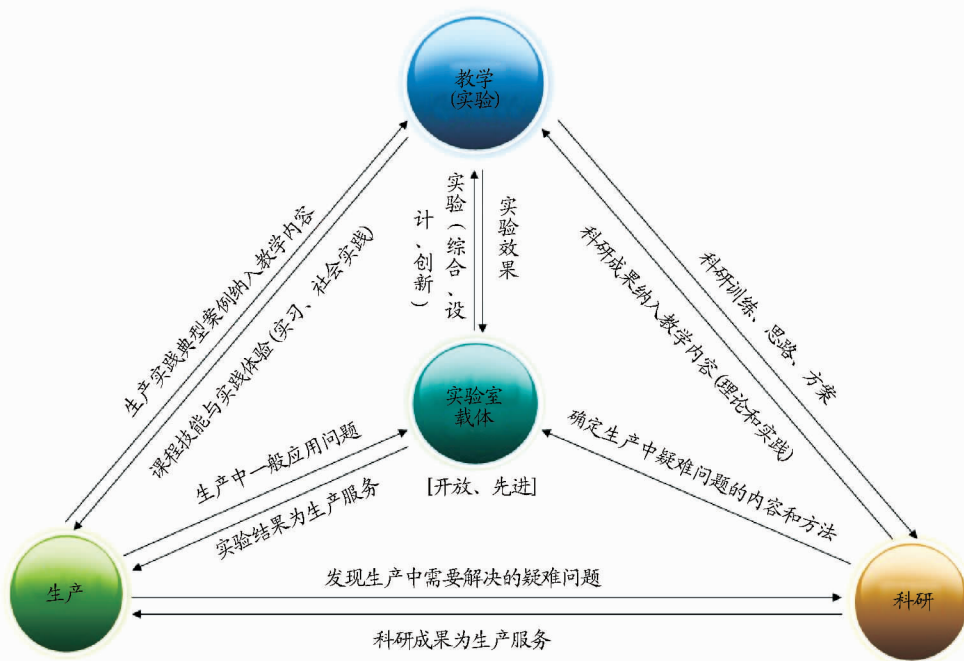 教学
(实验)
生产实践典型案例纳入教学内容
课程技能与实践体验(实习、社会实践)
实验(综合、设
计、创新)
实验效果
科研成果纳入教学内容(理论和实践)
科研训练、思路、方案
实验室
载体
[开放、先进]
生产中一般应用问题
实验结果为生产服务
确定生产中疑难问题的内容和方法
生产
发现生产中需要解决的疑难问题
科研成果为生产服务
科研